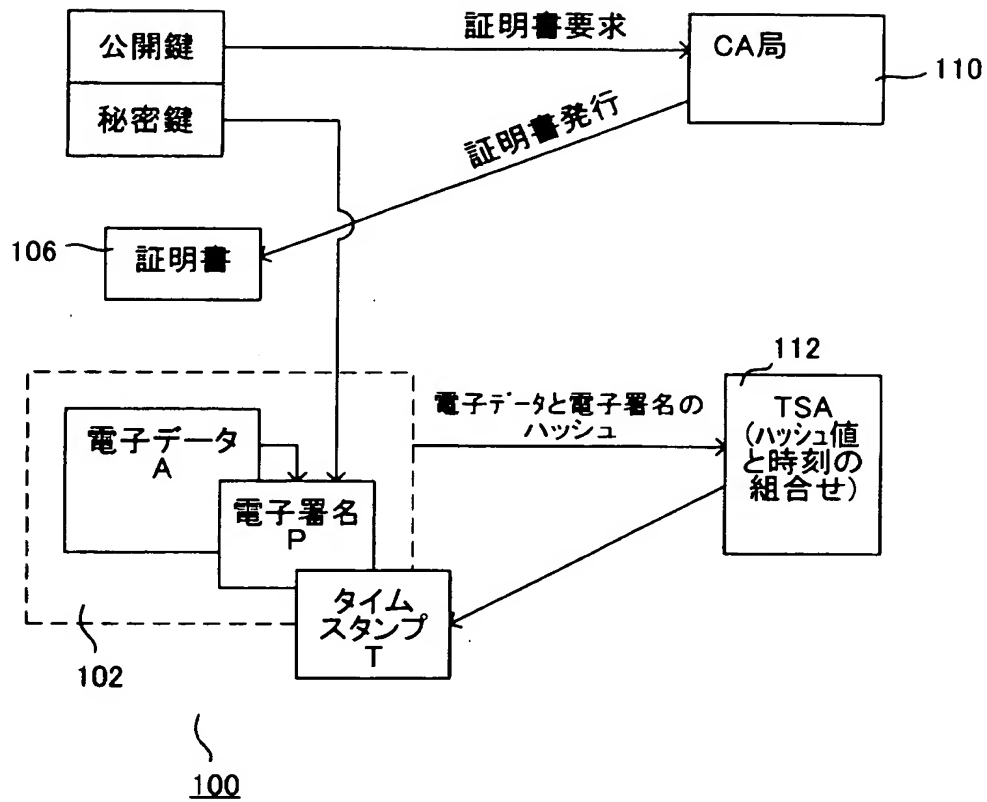 公開鍵
秘密鍵
証明書要求
CA局
110
証明書発行
106
証明書
112
電子データと電子署名の
ハッシュ
TSA
(ハッシュ値
と時刻の
組合せ)
電子データ
A
電子署名
P
タイム
スタンプ
T
102
100